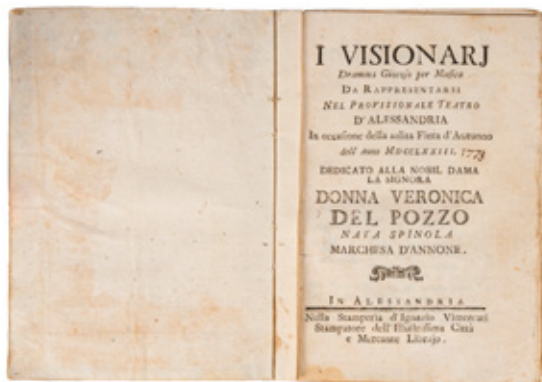 I VISIONARJ
Dramma Giocoso per Musica
DA RAPPRESENTARSI
NEL PROVISIONALE TEATRO
D'ALESSANDRIA
In occasione della solita Fiera d'Autunno
dell' Anno MDCCLXXIII. 1773
DEDICATO ALLA NOBIL DAMA
LA SIGNORA
DONNA VERONICA
DEL POZZO
NATA SPINOLA
MARCHESA D'ANNONE.
IN ALESSANDRIA
Nella Stamperia d'Ignazio Vimercati
Stampatore dell'Illustrissima Città
e Mercante Librajo.